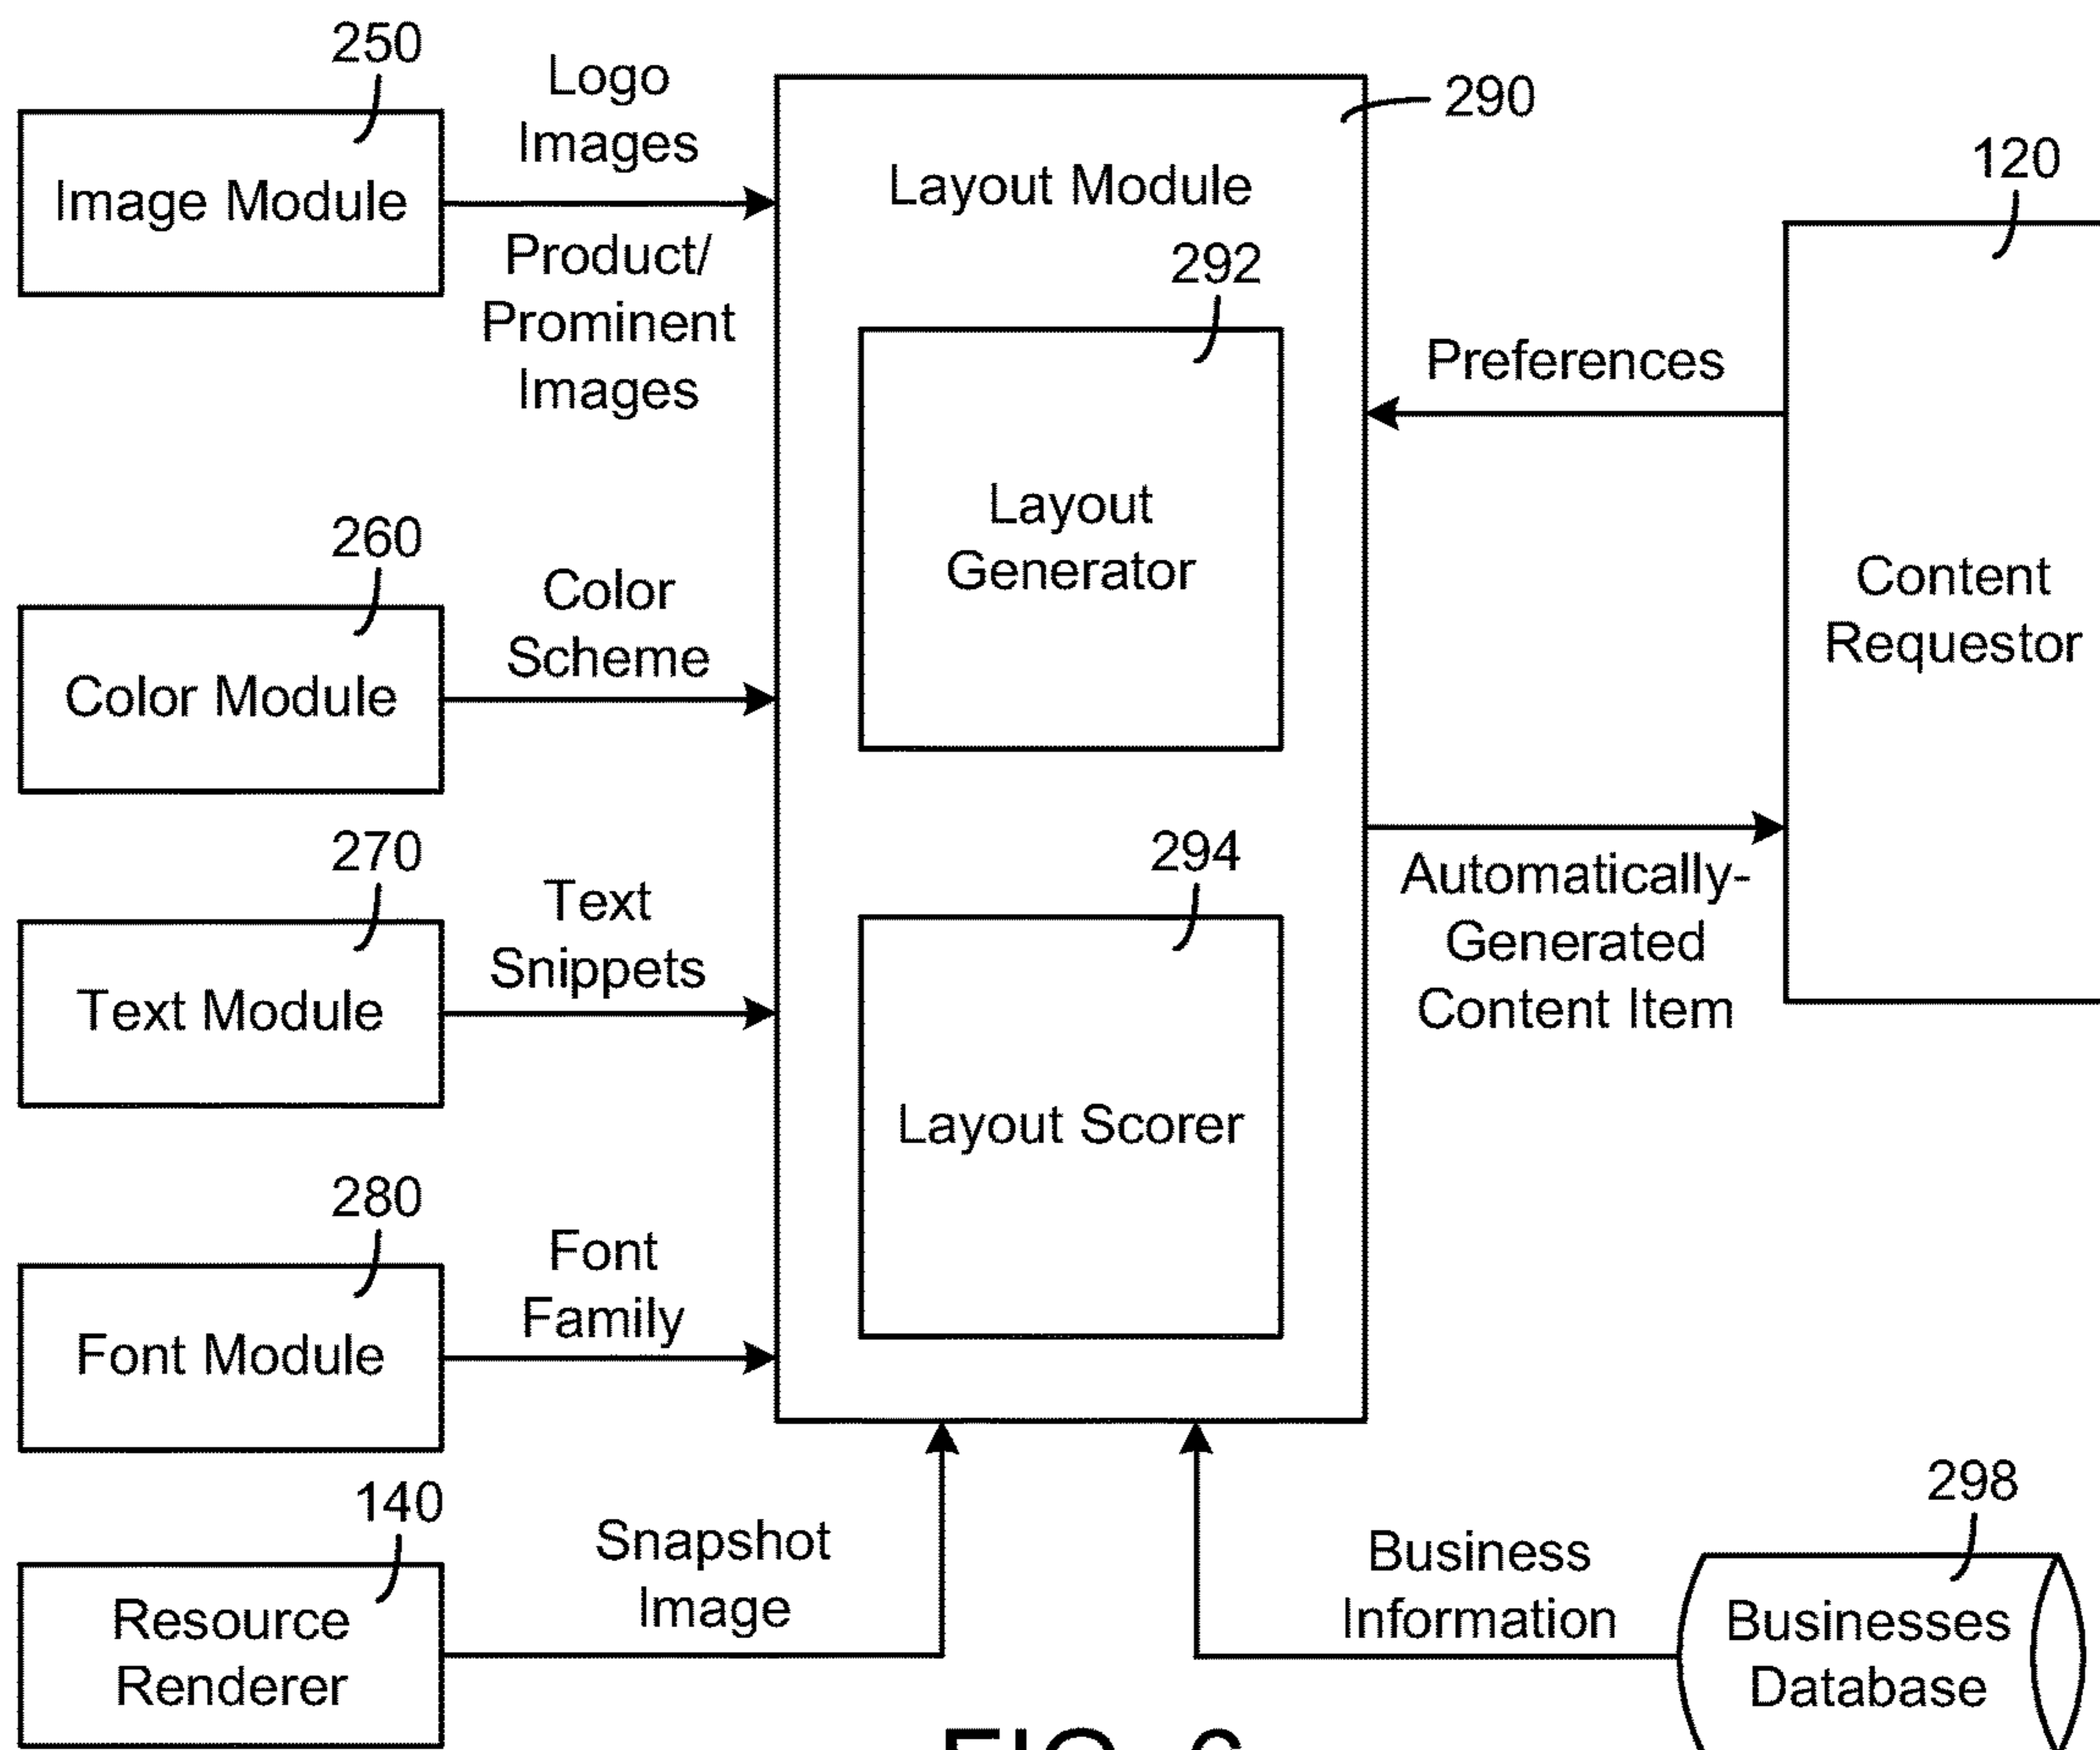 250
Logo
Images
290
Image Module
Product/
Prominent
Images
Layout Module
292
120
Preferences
Layout
Generator
Content
Requestor
260
Color
Scheme
Color Module
270
Text
Snippets
Text Module
294
Automatically-
Generated
Content Item
Layout Scorer
280
Font
Family
Font Module
140
Snapshot
Image
Resource
Renderer
Business
Information
298
Businesses
Database
FIG. 6